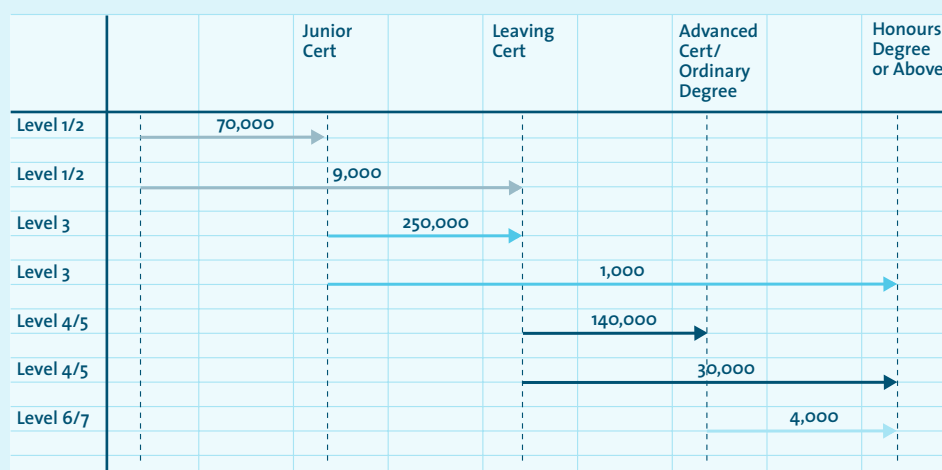 Junior
Cert
Leaving
Cert
Advanced
Cert/
Ordinary
Degree
Honours
Degree
or Above
Level 1/2
70,000
Level 1/2
9,000
Level 3
250,000
Level 3
1,000
Level 4/5
140,000
Level 4/5
30,000
Level 6/7
4,000